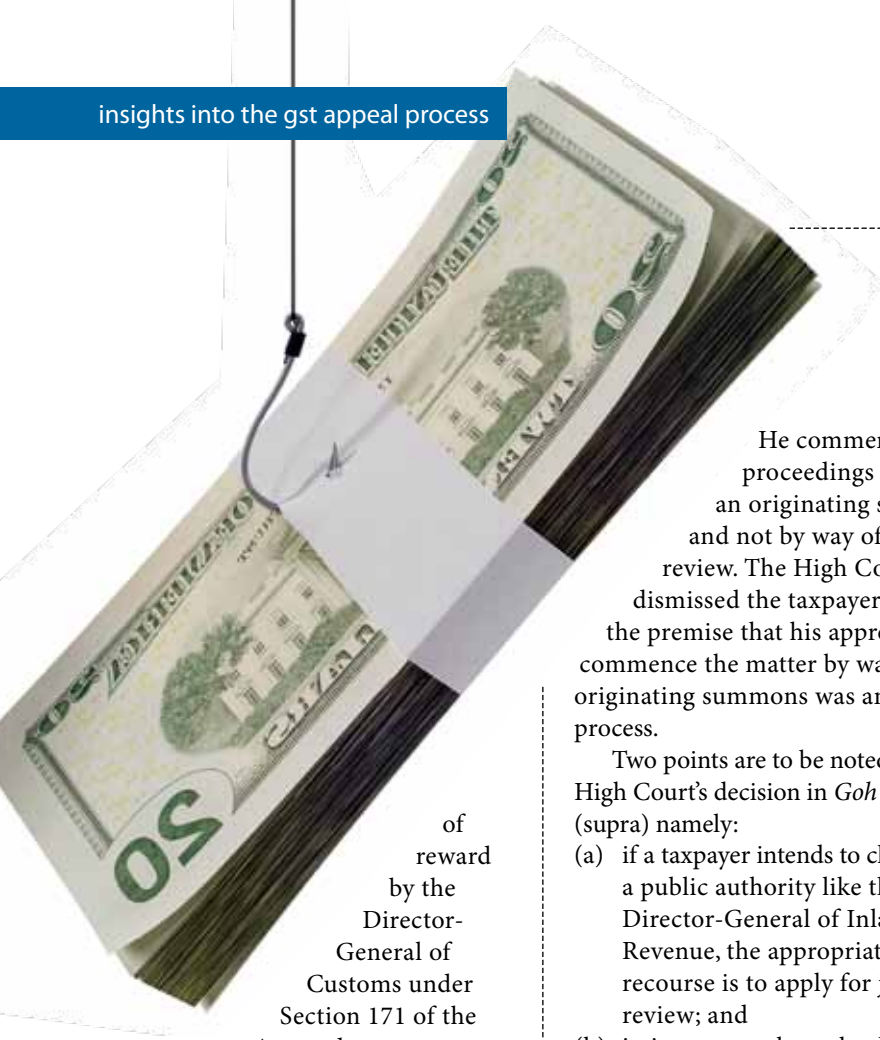 insights into the gst appeal process
of
reward
by the
Director-
General of
Customs under
Section 171 of the
He commen
proceedings
an originating s
and not by way of
review. The High Co
dismissed the taxpayer
the premise that his appro
commence the matter by wa
originating summons was an
process.
Two points are to be noted
High Court’s decision in Goh
(supra) namely:
(a) if a taxpayer intends to ch
a public authority like th
Director-General of Inla
Revenue, the appropriat
recourse is to apply for j
review; and
50
50